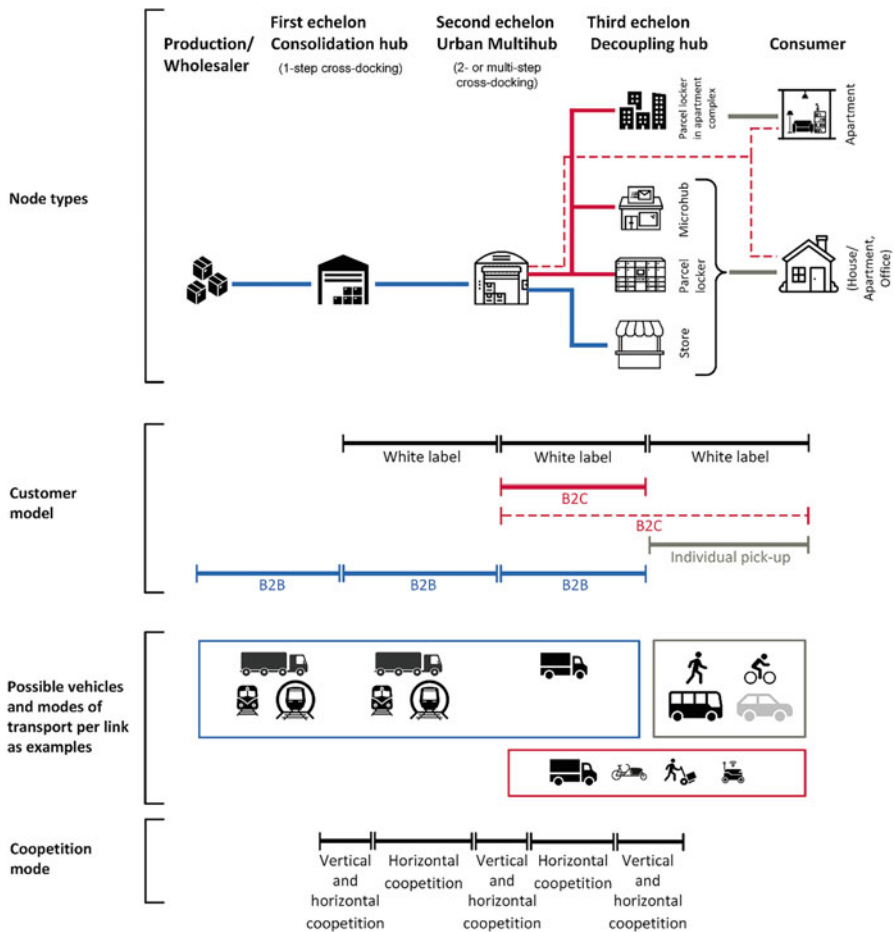 Production/
Wholesaler
First echelon
Consolidation hub
(1-step cross-docking)
Second echelon
Urban Multihub
(2- or multi-step
cross-docking)
Third echelon
Decoupling hub
Consumer
Node types
Parcel locker
in apartment
complex
Apartment
Microhub
Parcel
locker
Store
(House/
Apartment,
Office)
Customer
model
White label
White label
White label
B2C
B2C
Individual pick-up
B2B
B2B
B2B
Possible vehicles
and modes of
transport per link
as examples
Coopetition
mode
Vertical
and
horizontal
coopetition
Horizontal
coopetition
Vertical
and
horizontal
coopetition
Horizontal
coopetition
Vertical
and
horizontal
coopetition